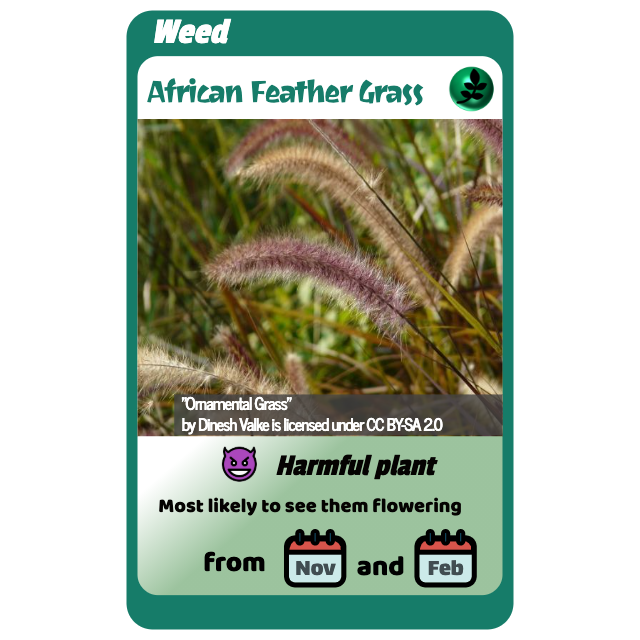 Weed
African Feather Grass
"Ornamental Grass"
by Dinesh Valke is licensed under CC BY-SA 2.0
Harmful plant
Most likely to see them flowering
from Nov and Feb